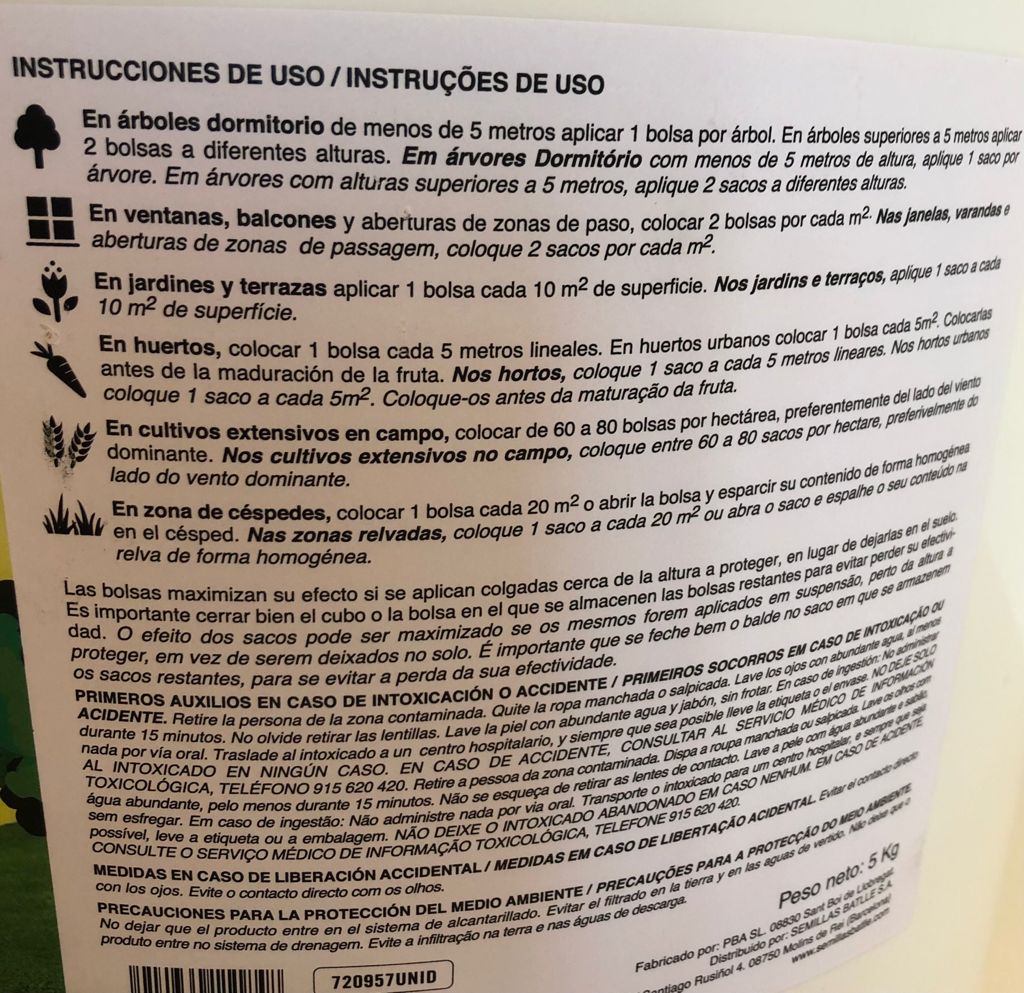 INSTRUCCIONES DE USO / INSTRUÇÕES DE USO
En árboles dormitorio de menos de 5 metros aplicar 1 bolsa por árbol. En árboles superiores a 5 metros aplicar
2 bolsas a diferentes alturas. Em árvores Dormitório com menos de 5 metros de altura, aplique 1 saco por
árvore. Em árvores com alturas superiores a 5 metros, aplique 2 sacos a diferentes alturas.
En ventanas, balcones y aberturas de zonas de paso, colocar 2 bolsas por cada m². Nas janelas, varandas e
aberturas de zonas de passagem, coloque 2 sacos por cada m².
En jardines y terrazas aplicar 1 bolsa cada 10 m² de superficie. Nos jardins e terraços, aplique 1 saco a cada
10 m² de superfície.
En huertos, colocar 1 bolsa cada 5 metros lineales. En huertos urbanos colocar 1 bolsa cada 5m². Colocarlas
antes de la maduración de la fruta. Nos hortos, coloque 1 saco a cada 5 metros lineares. Nos hortos urbanos
coloque 1 saco a cada 5m². Coloque-os antes da maturação da fruta.
En cultivos extensivos en campo, colocar de 60 a 80 bolsas por hectárea, preferentemente del lado del viento
dominante. Nos cultivos extensivos no campo, coloque entre 60 a 80 sacos por hectare, preferivelmente do
lado do vento dominante.
En zona de céspedes, colocar 1 bolsa cada 20 m² o abrir la bolsa y esparcir su contenido de forma homogénea
en el césped. Nas zonas relvadas, coloque 1 saco a cada 20 m² ou abra o saco e espalhe o seu conteúdo na
relva de forma homogénea.
Las bolsas maximizan su efecto si se aplican colgadas cerca de la altura a proteger, en lugar de dejarlas en el suelo.
Es importante cerrar bien el cubo o la bolsa en el que se almacenen las bolsas restantes para evitar perder su efectivi-
dad. O efeito dos sacos pode ser maximizado se os mesmos forem aplicados em suspensão, perto da altura a
proteger, em vez de serem deixados no solo. É importante que se feche bem o balde no saco em que se armazenem
os sacos restantes, para se evitar a perda da sua efectividade.
PRIMEROS AUXILIOS EN CASO DE INTOXICACIÓN O ACCIDENTE / PRIMEIROS SOCORROS EM CASO DE INTOXICAÇÃO OU
ACIDENTE. Retire la persona de la zona contaminada. Quite la ropa manchada o salpicada. Lave los ojos con abundante agua, al menos
durante 15 minutos. No olvide retirar las lentillas. Lave la piel con abundante agua y jabón, sin frotar. En caso de ingestión: No administrar
nada por vía oral. Traslade al intoxicado a un centro hospitalario, y siempre que sea posible lleve la etiqueta o el envase. NO DEJE SOLO
AL INTOXICADO EN NINGÚN CASO. EN CASO DE ACCIDENTE, CONSULTAR AL SERVICIO MÉDICO DE INFORMACIÓN
TOXICOLÓGICA, TELÉFONO 915 620 420. Retire a pessoa da zona contaminada. Dispa a roupa manchada ou salpicada. Lave os olhos com
água abundante, pelo menos durante 15 minutos. Não se esqueça de retirar as lentes de contacto. Lave a pele com água abundante e sabão,
sem esfregar. Em caso de ingestão: Não administre nada por via oral. Transporte o intoxicado para um centro hospitalar, e sempre que seja
possível, leve a etiqueta ou a embalagem. NÃO DEIXE O INTOXICADO ABANDONADO EM CASO NENHUM. EM CASO DE ACIDENTE,
CONSULTE O SERVIÇO MÉDICO DE INFORMAÇÃO TOXICOLÓGICA, TELEFONE 915 620 420.
MEDIDAS EN CASO DE LIBERACIÓN ACCIDENTAL / MEDIDAS EM CASO DE LIBERTAÇÃO ACIDENTAL. Evitar el contacto directo
con los ojos. Evite o contacto directo com os olhos.
PRECAUCIONES PARA LA PROTECCIÓN DEL MEDIO AMBIENTE / PRECAUÇÕES PARA A PROTECÇÃO DO MEIO AMBIENTE.
No dejar que el producto entre en el sistema de alcantarillado. Evitar el filtrado en la tierra y en las aguas de vertido. Não deixe que o
produto entre no sistema de drenagem. Evite a infiltração na terra e nas águas de descarga.
Peso neto: 5 Kg
Fabricado por: PBA SL. 08830 Sant Boi de Llobregat.
Distribuido por: SEMILLAS BATLLE S.A.
Santiago Rusiñol 4. 08750 Molins de Rei (Barcelona)
www.semillasbatlle.com
720957UNID